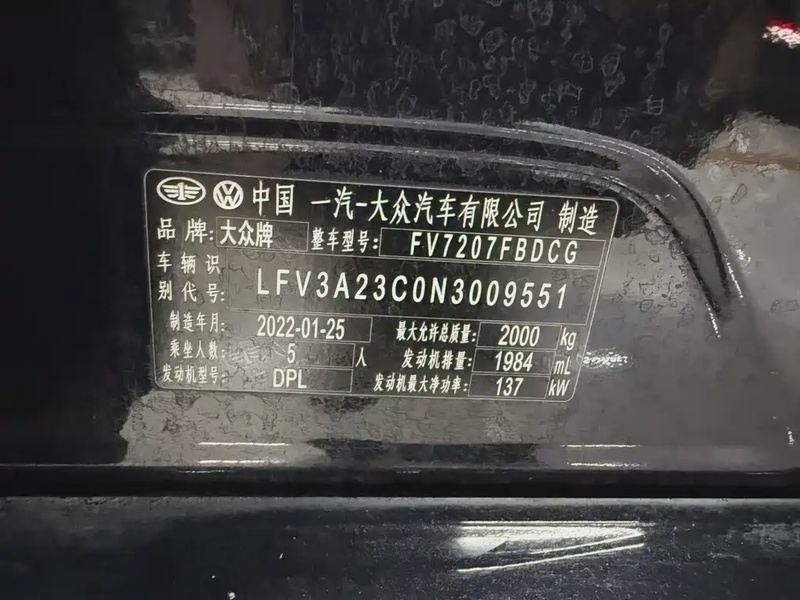 中国 一汽-大众汽车有限公司 制造
品牌: 大众牌 整车型号: FV7207FBDCG
车辆识别代号: LFV3A23C0N3009551
制造年月: 2022-01-25 最大允许总质量: 2000 kg
乘坐人数: 5 人 发动机排量: 1984 mL
发动机型号: DPL 发动机最大净功率: 137 kW